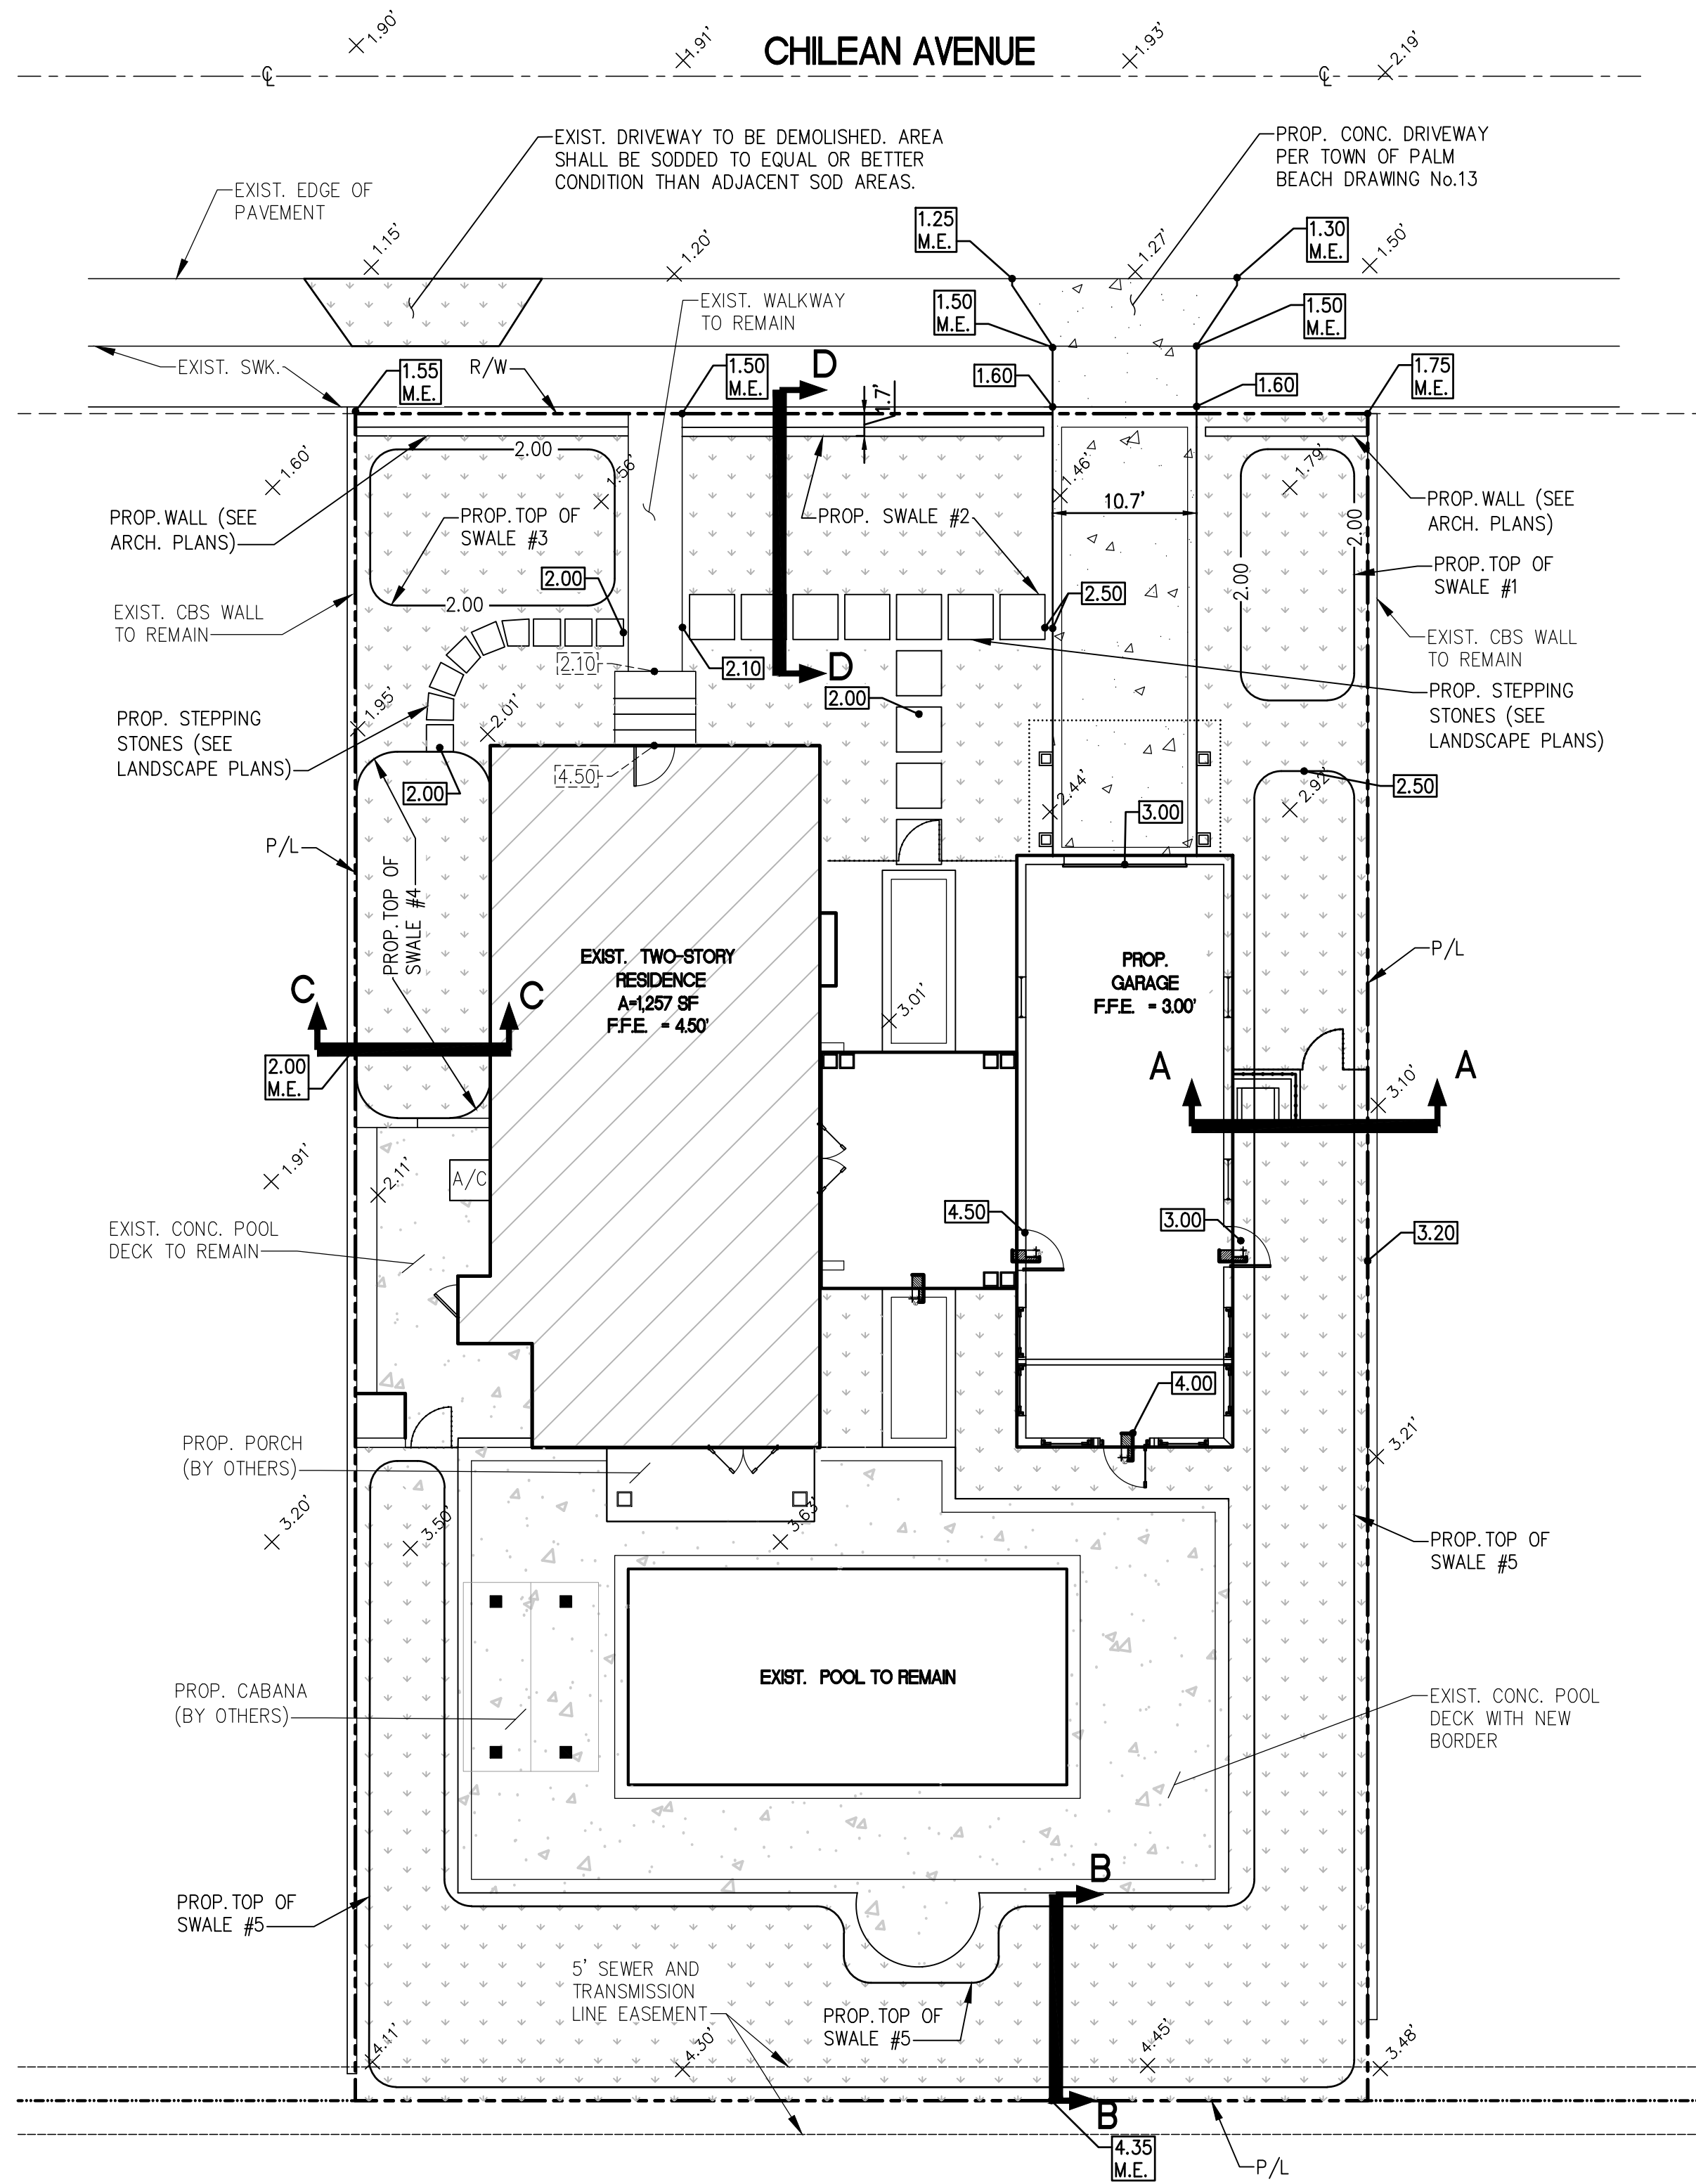 1.90'
1.91'
CHILEAN AVENUE
1.93'
2.19'
℄
℄
EXIST. DRIVEWAY TO BE DEMOLISHED. AREA
SHALL BE SODDED TO EQUAL OR BETTER
CONDITION THAN ADJACENT SOD AREAS.
PROP. CONC. DRIVEWAY
PER TOWN OF PALM
BEACH DRAWING No.13
EXIST. EDGE OF
PAVEMENT
1.15'
1.20'
1.25
M.E.
1.27'
1.30
M.E.
1.50'
EXIST. WALKWAY
TO REMAIN
1.50
M.E.
1.50
M.E.
EXIST. SWK.
1.55
M.E.
R/W
1.50
M.E.
D
1.7'
1.60
1.60
1.75
M.E.
1.60'
2.00
1.56'
1.46'
1.79'
PROP.WALL (SEE
ARCH. PLANS)
PROP.TOP OF
SWALE #3
PROP. SWALE #2
10.7'
2.00
PROP.WALL (SEE
ARCH. PLANS)
2.00
2.00
2.00
2.50
PROP.TOP OF
SWALE #1
EXIST. CBS WALL
TO REMAIN
EXIST. CBS WALL
TO REMAIN
2.10
2.10
D
2.00
PROP. STEPPING
STONES (SEE
LANDSCAPE PLANS)
1.95'
2.01'
PROP. STEPPING
STONES (SEE
LANDSCAPE PLANS)
4.50
2.00
2.44'
3.00
2.92'
2.50
P/L
PROP.TOP OF
SWALE #4
EXIST. TWO-STORY
RESIDENCE
A=1,257 SF
F.F.E. = 4.50'
3.01'
PROP.
GARAGE
F.F.E. = 3.00'
P/L
C
C
2.00
M.E.
A
A
3.10'
1.91'
2.11'
A/C
EXIST. CONC. POOL
DECK TO REMAIN
4.50
3.00
3.20
4.00
PROP. PORCH
(BY OTHERS)
3.21'
3.20'
3.50'
3.63'
PROP.TOP OF
SWALE #5
EXIST. POOL TO REMAIN
PROP. CABANA
(BY OTHERS)
EXIST. CONC. POOL
DECK WITH NEW
BORDER
B
PROP.TOP OF
SWALE #5
5' SEWER AND
TRANSMISSION
LINE EASEMENT
PROP.TOP OF
SWALE #5
4.11'
4.30'
4.45'
3.48'
B
4.35
M.E.
P/L